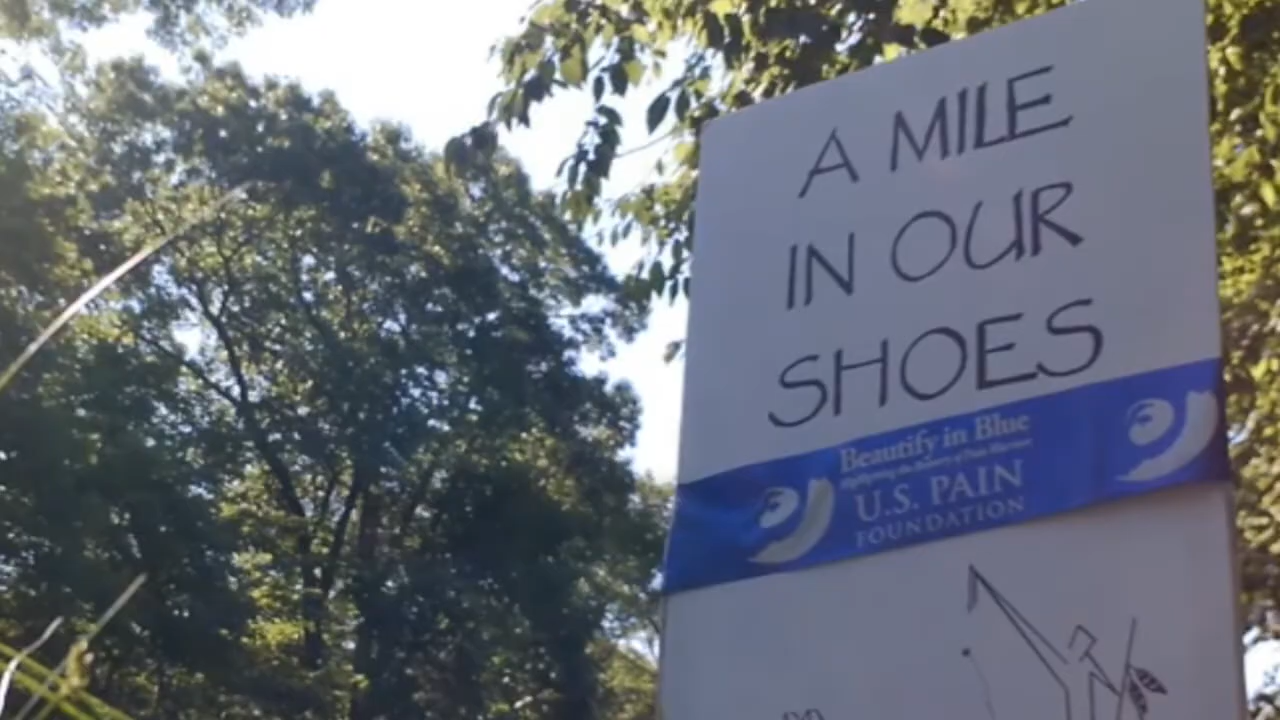 A MILE
IN OUR
SHOES
Beautify in Blue
U.S. PAIN
FOUNDATION